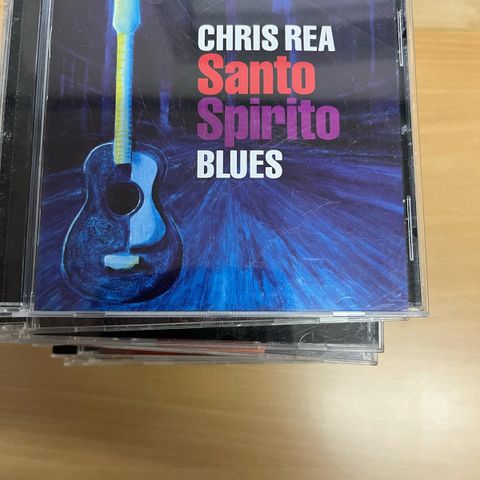 CHRIS REA
Santo
Spirito
BLUES